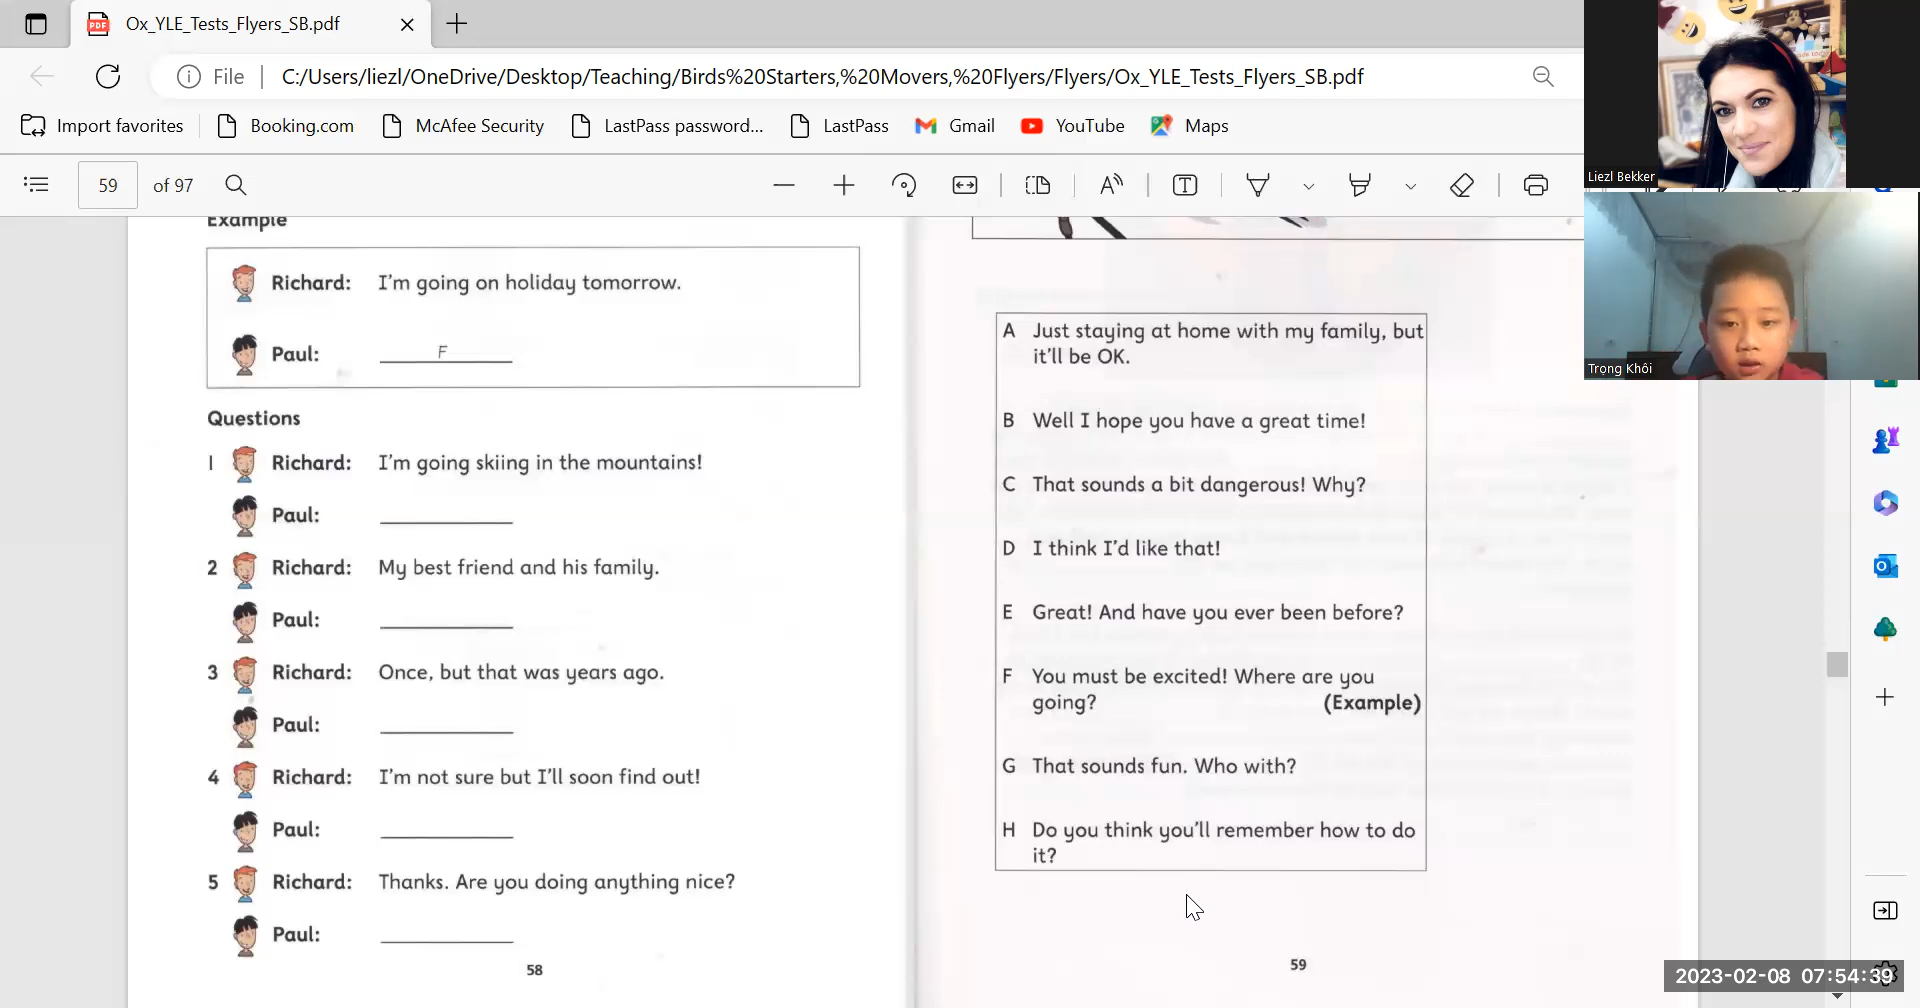 Ox_YLE_Tests_Flyers_SB.pdf
File
C:/Users/liezl/OneDrive/Desktop/Teaching/Birds%20Starters,%20Movers,%20Flyers/Flyers/Ox_YLE_Tests_Flyers_SB.pdf
Import favorites
Booking.com
McAfee Security
LastPass password...
LastPass
Gmail
YouTube
Maps
59 of 97
Liezl Bekker
Trọng Khôi
Example
Richard: I'm going on holiday tomorrow.
Paul: F
Questions
1 Richard: I'm going skiing in the mountains!
Paul:
2 Richard: My best friend and his family.
Paul:
3 Richard: Once, but that was years ago.
Paul:
4 Richard: I'm not sure but I'll soon find out!
Paul:
5 Richard: Thanks. Are you doing anything nice?
Paul:
58
A Just staying at home with my family, but
it'll be OK.
B Well I hope you have a great time!
C That sounds a bit dangerous! Why?
D I think I'd like that!
E Great! And have you ever been before?
F You must be excited! Where are you
going? (Example)
G That sounds fun. Who with?
H Do you think you'll remember how to do
it?
59
2023-02-08 07:54:39